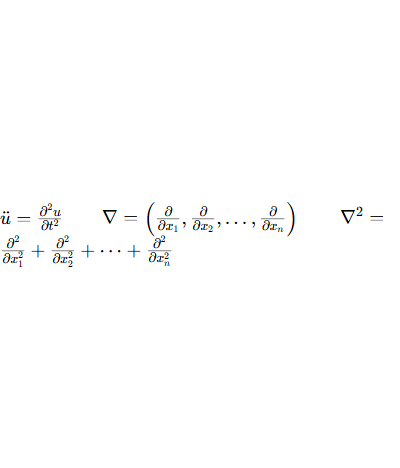 ü = ∂²u/∂t²   ∇ = (∂/∂x₁, ∂/∂x₂, …, ∂/∂xₙ)   ∇² =
∂²/∂x₁² + ∂²/∂x₂² + ⋯ + ∂²/∂xₙ²